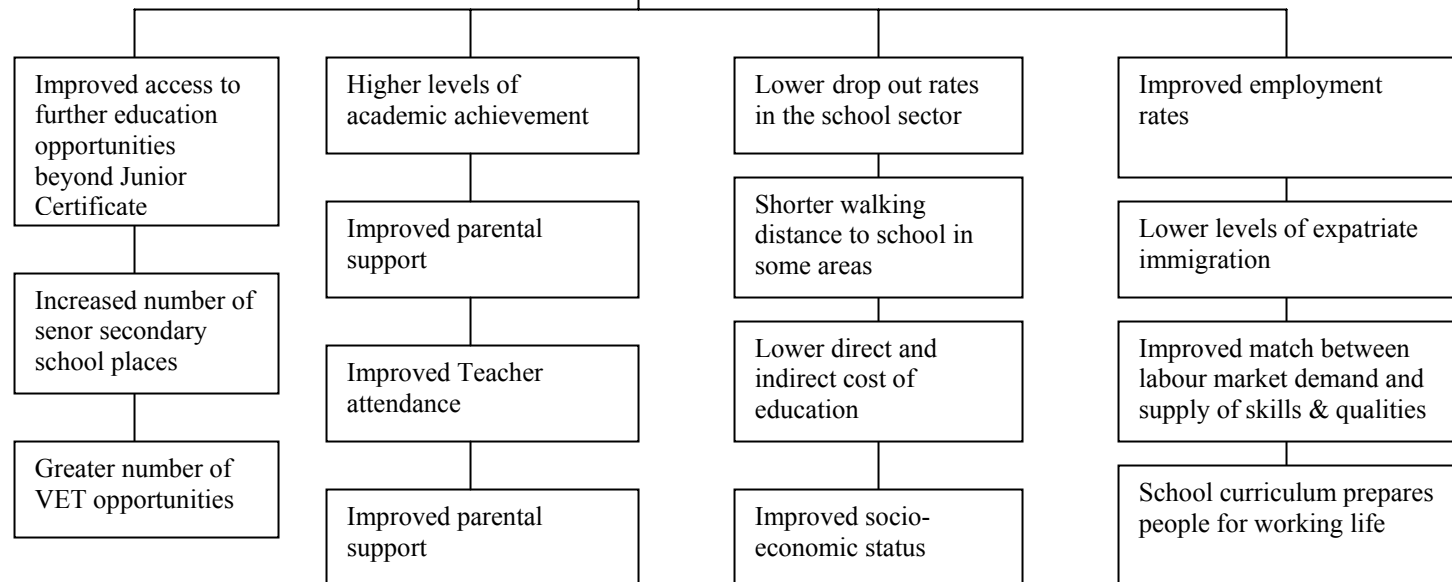 Improved access to
further education
opportunities
beyond Junior
Certificate
Increased number of
senor secondary
school places
Greater number of
VET opportunities
Higher levels of
academic achievement
Improved parental
support
Improved Teacher
attendance
Improved parental
support
Lower drop out rates
in the school sector
Shorter walking
distance to school in
some areas
Lower direct and
indirect cost of
education
Improved socio-
economic status
Improved employment
rates
Lower levels of expatriate
immigration
Improved match between
labour market demand and
supply of skills & qualities
School curriculum prepares
people for working life